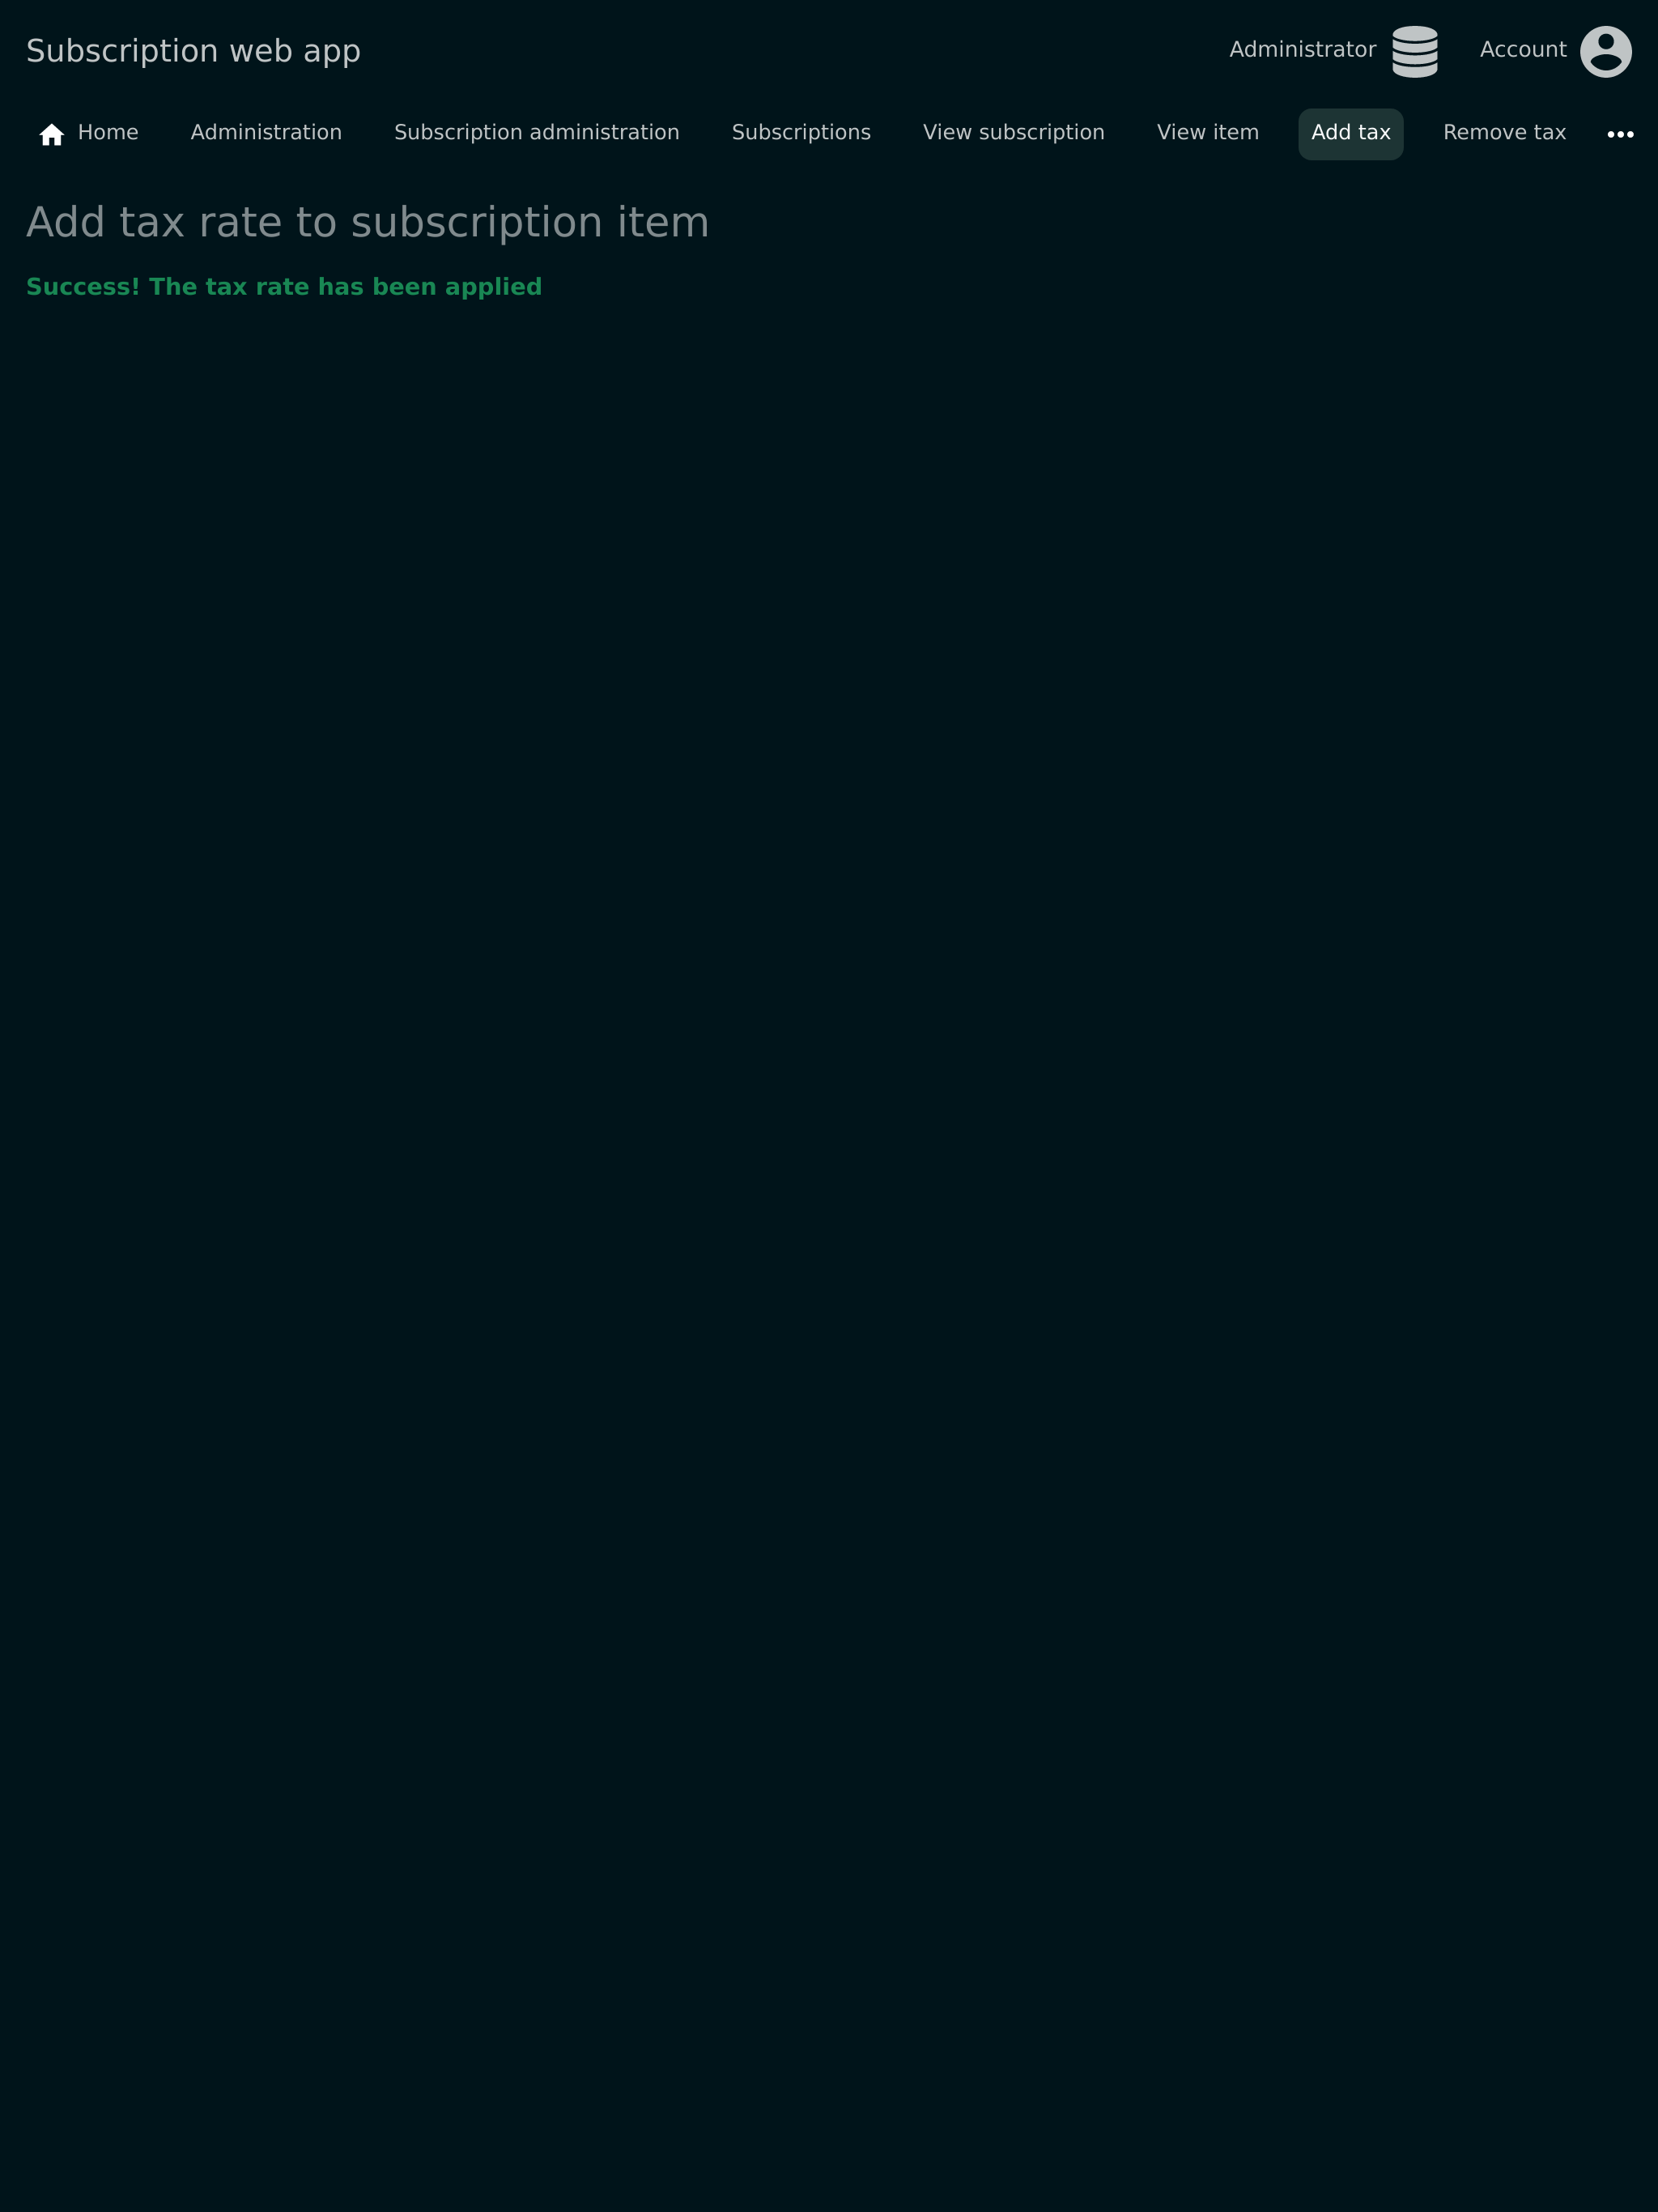 Subscription web app
Administrator
Account
Home
Administration
Subscription administration
Subscriptions
View subscription
View item
Add tax
Remove tax
Add tax rate to subscription item
Success! The tax rate has been applied